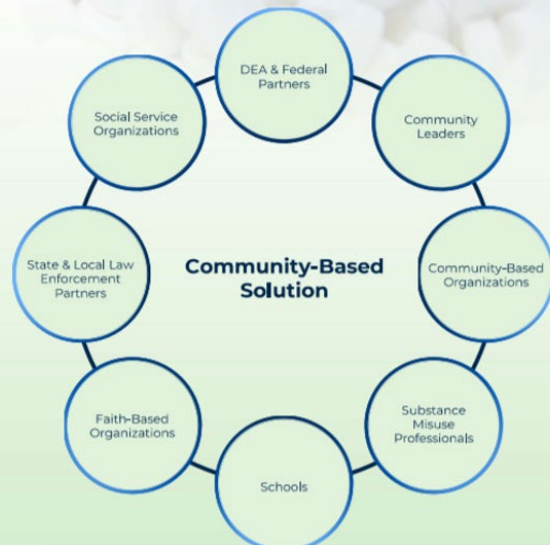 DEA & Federal
Partners
Community
Leaders
Community-Based
Organizations
Substance
Misuse
Professionals
Schools
Faith-Based
Organizations
State & Local Law
Enforcement
Partners
Social Service
Organizations
Community-Based
Solution